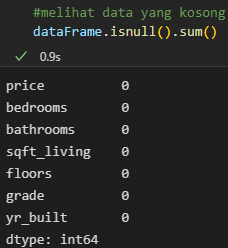 #melihat data yang kosong
dataFrame.isnull().sum()
0.9s
price 0
bedrooms 0
bathrooms 0
sqft_living 0
floors 0
grade 0
yr_built 0
dtype: int64